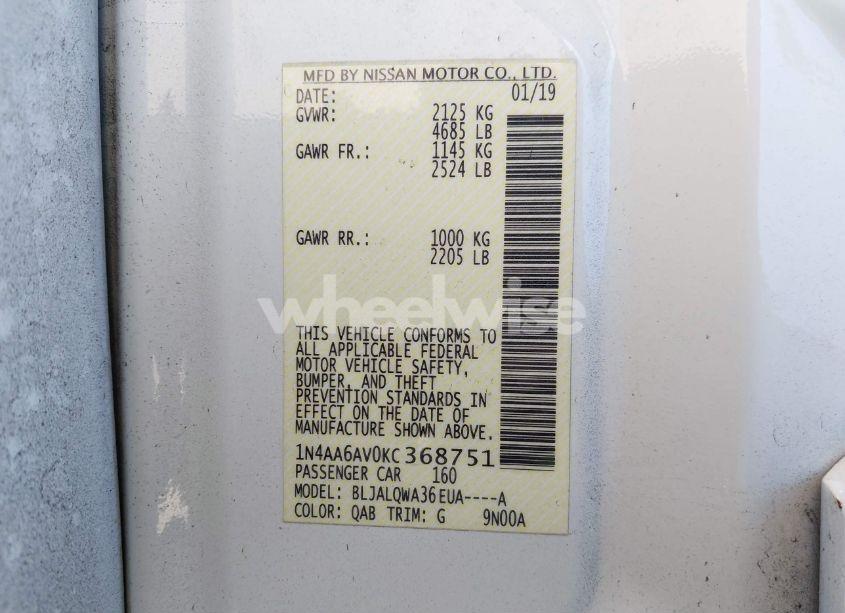 MFD BY NISSAN MOTOR CO., LTD.
DATE: 01/19
GVWR: 2125 KG
4685 LB
GAWR FR.: 1145 KG
2524 LB
GAWR RR.: 1000 KG
2205 LB
wheelwise
THIS VEHICLE CONFORMS TO
ALL APPLICABLE FEDERAL
MOTOR VEHICLE SAFETY,
BUMPER, AND THEFT
PREVENTION STANDARDS IN
EFFECT ON THE DATE OF
MANUFACTURE SHOWN ABOVE.
1N4AA6AV0KC368751
PASSENGER CAR 160
MODEL: BLJALQWA36EUA----A
COLOR: QAB TRIM: G 9N00A